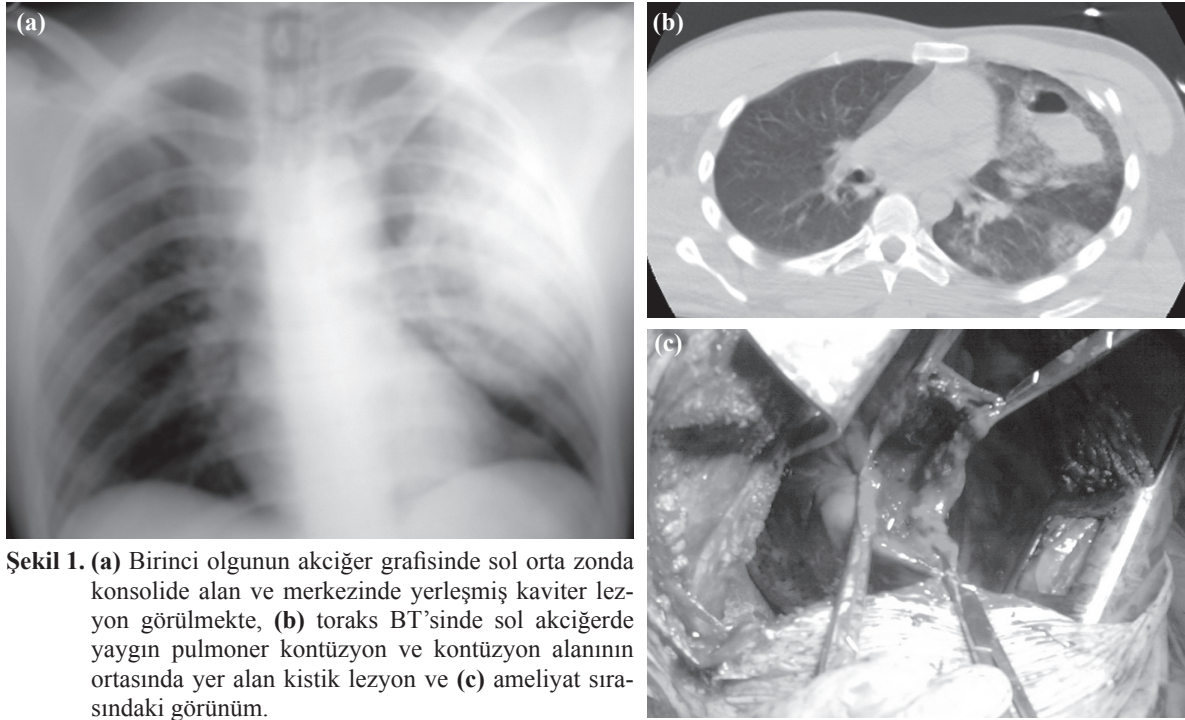 (a)
(b)
(c)
Şekil 1. (a) Birinci olgunun akciğer grafisinde sol orta zonda
konsolide alan ve merkezinde yerleşmiş kaviter lez-
yon görülmekte, (b) toraks BT’sinde sol akciğerde
yaygın pulmoner kontüzyon ve kontüzyon alanının
ortasında yer alan kistik lezyon ve (c) ameliyat sıra-
sındaki görünüm.